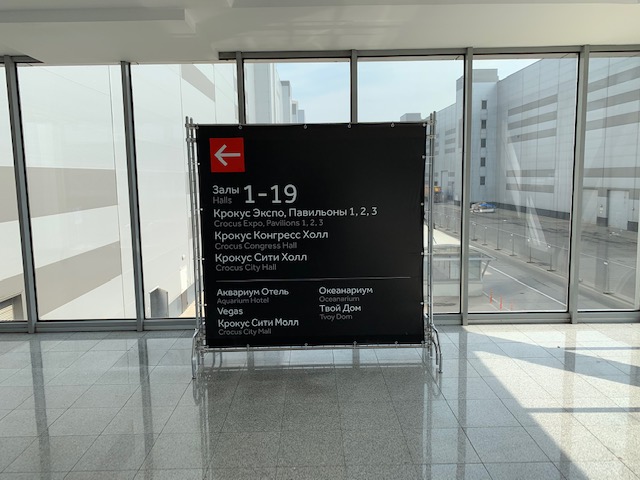 Залы 1-19
Halls
Крокус Экспо, Павильоны 1, 2, 3
Crocus Expo, Pavilions 1, 2, 3
Крокус Конгресс Холл
Crocus Congress Hall
Крокус Сити Холл
Crocus City Hall
Аквариум Отель
Aquarium Hotel
Vegas
Крокус Сити Молл
Crocus City Mall
Океанариум
Oceanarium
Твой Дом
Tvoy Dom